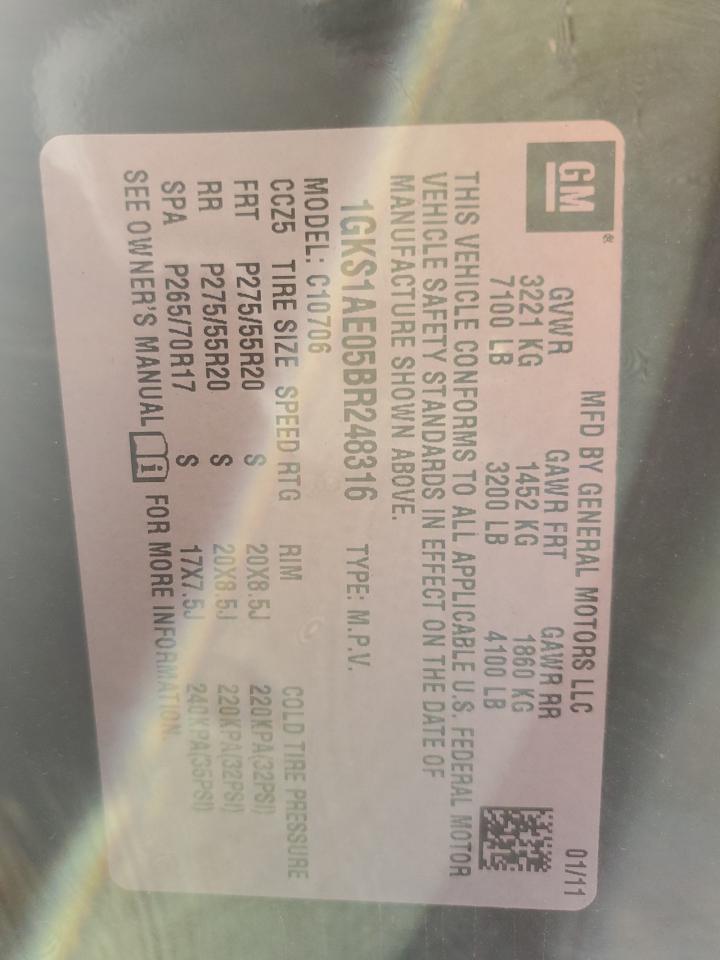 GM®
MFD BY GENERAL MOTORS LLC 01/11
GVWR GAWR FRT GAWR RR
3221 KG 1452 KG 1860 KG
7100 LB 3200 LB 4100 LB
THIS VEHICLE CONFORMS TO ALL APPLICABLE U.S. FEDERAL MOTOR
VEHICLE SAFETY STANDARDS IN EFFECT ON THE DATE OF
MANUFACTURE SHOWN ABOVE.
1GKS1AE05BR248316 TYPE: M.P.V.
MODEL: C10706
CCZ5 TIRE SIZE SPEED RTG RIM COLD TIRE PRESSURE
FRT P275/55R20 S 20X8.5J 220KPA(32PSI)
RR P275/55R20 S 20X8.5J 220KPA(32PSI)
SPA P265/70R17 S 17X7.5J 240KPA(35PSI)
SEE OWNER'S MANUAL i FOR MORE INFORMATION.